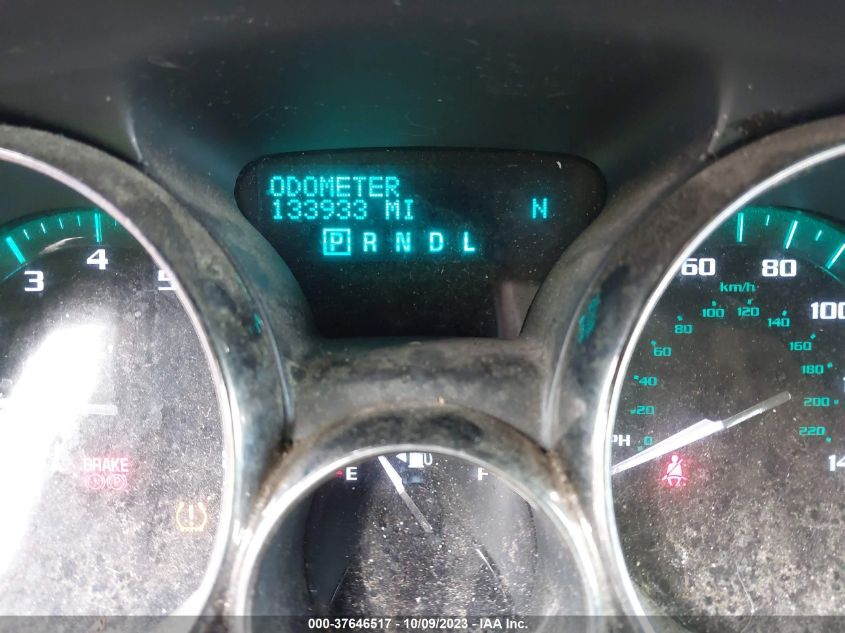 ODOMETER
133933 MI N
P R N D L
3 4 5
60 80 100
km/h
0 20 40 60 80 100 120 140 160 180 200 220
14
PH
BRAKE
E F
000-37646517 - 10/09/2023 - IAA Inc.